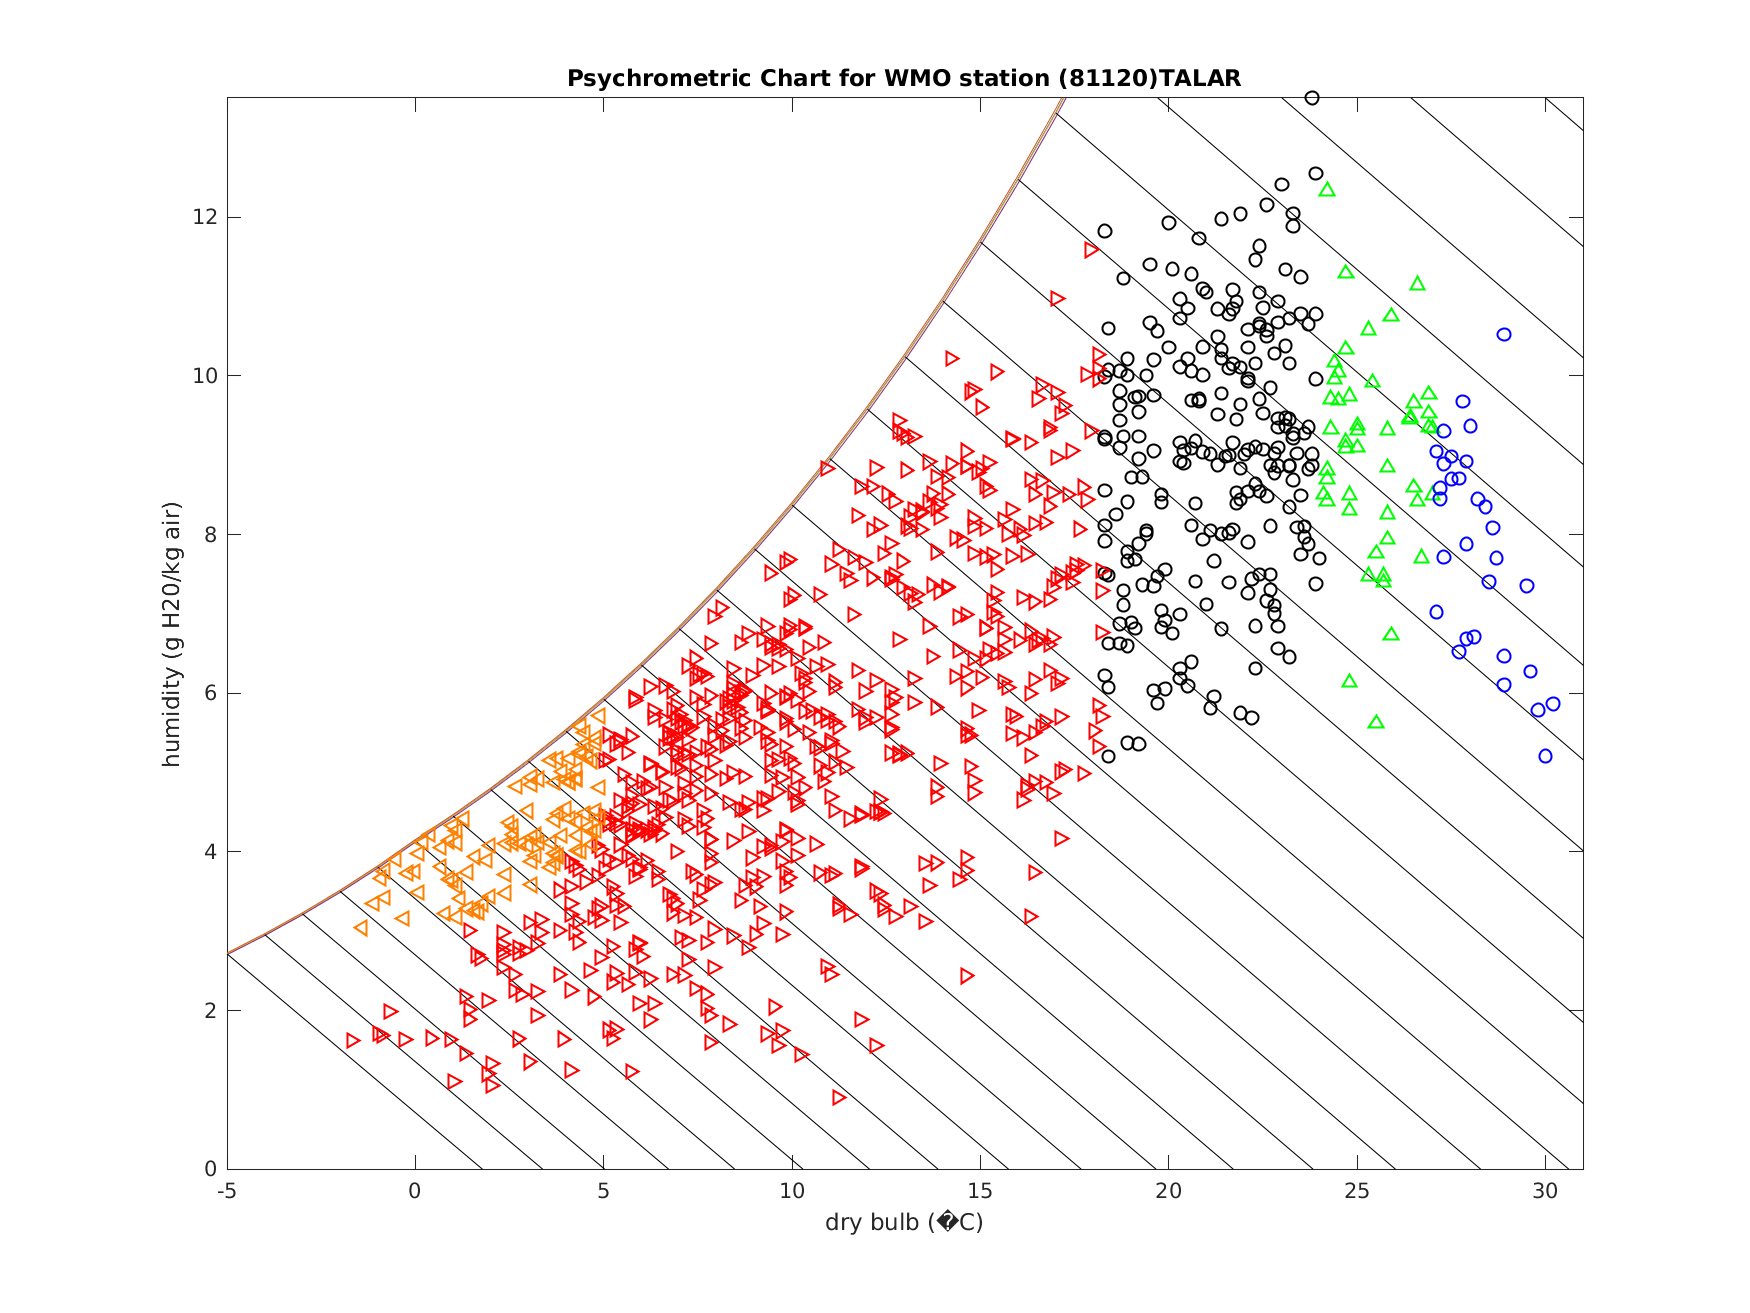 Psychrometric Chart for WMO station (81120)TALAR
humidity (g H20/kg air)
12
10
8
6
4
2
0
-5 0 5 10 15 20 25 30
dry bulb (�C)